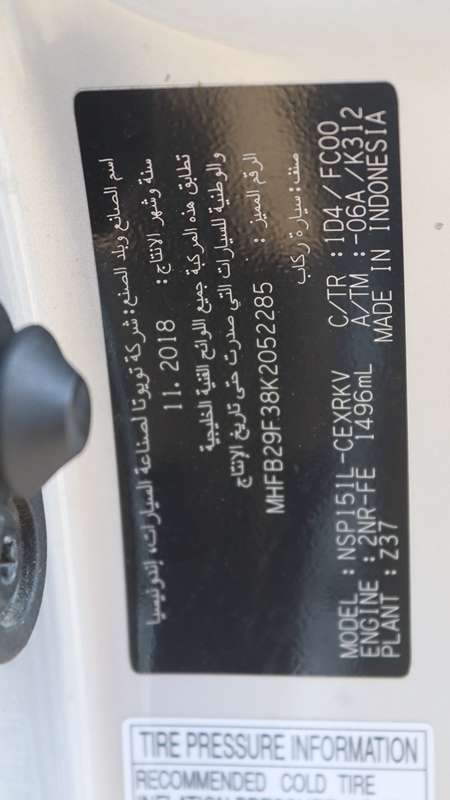 اسم الصانع وبلد الصنع: شركة تويوتا لصناعة السيارات، إندونيسيا
سنة وشهر الانتاج: 11. 2018
تطابق هذه المركبة جميع اللوائح الفنية الخليجية
والوطنية للسيارات التي صدرت حتى تاريخ الإنتاج
الرقم المميز : MHFB29F38K2052285
صنف: سيارة ركاب
MODEL : NSP151L-CEXRKV C/TR : 1D4/FC00
ENGINE : 2NR-FE 1496mL A/TM : -06A/K312
PLANT : Z37 MADE IN INDONESIA
TIRE PRESSURE INFORMATION
RECOMMENDED COLD TIRE